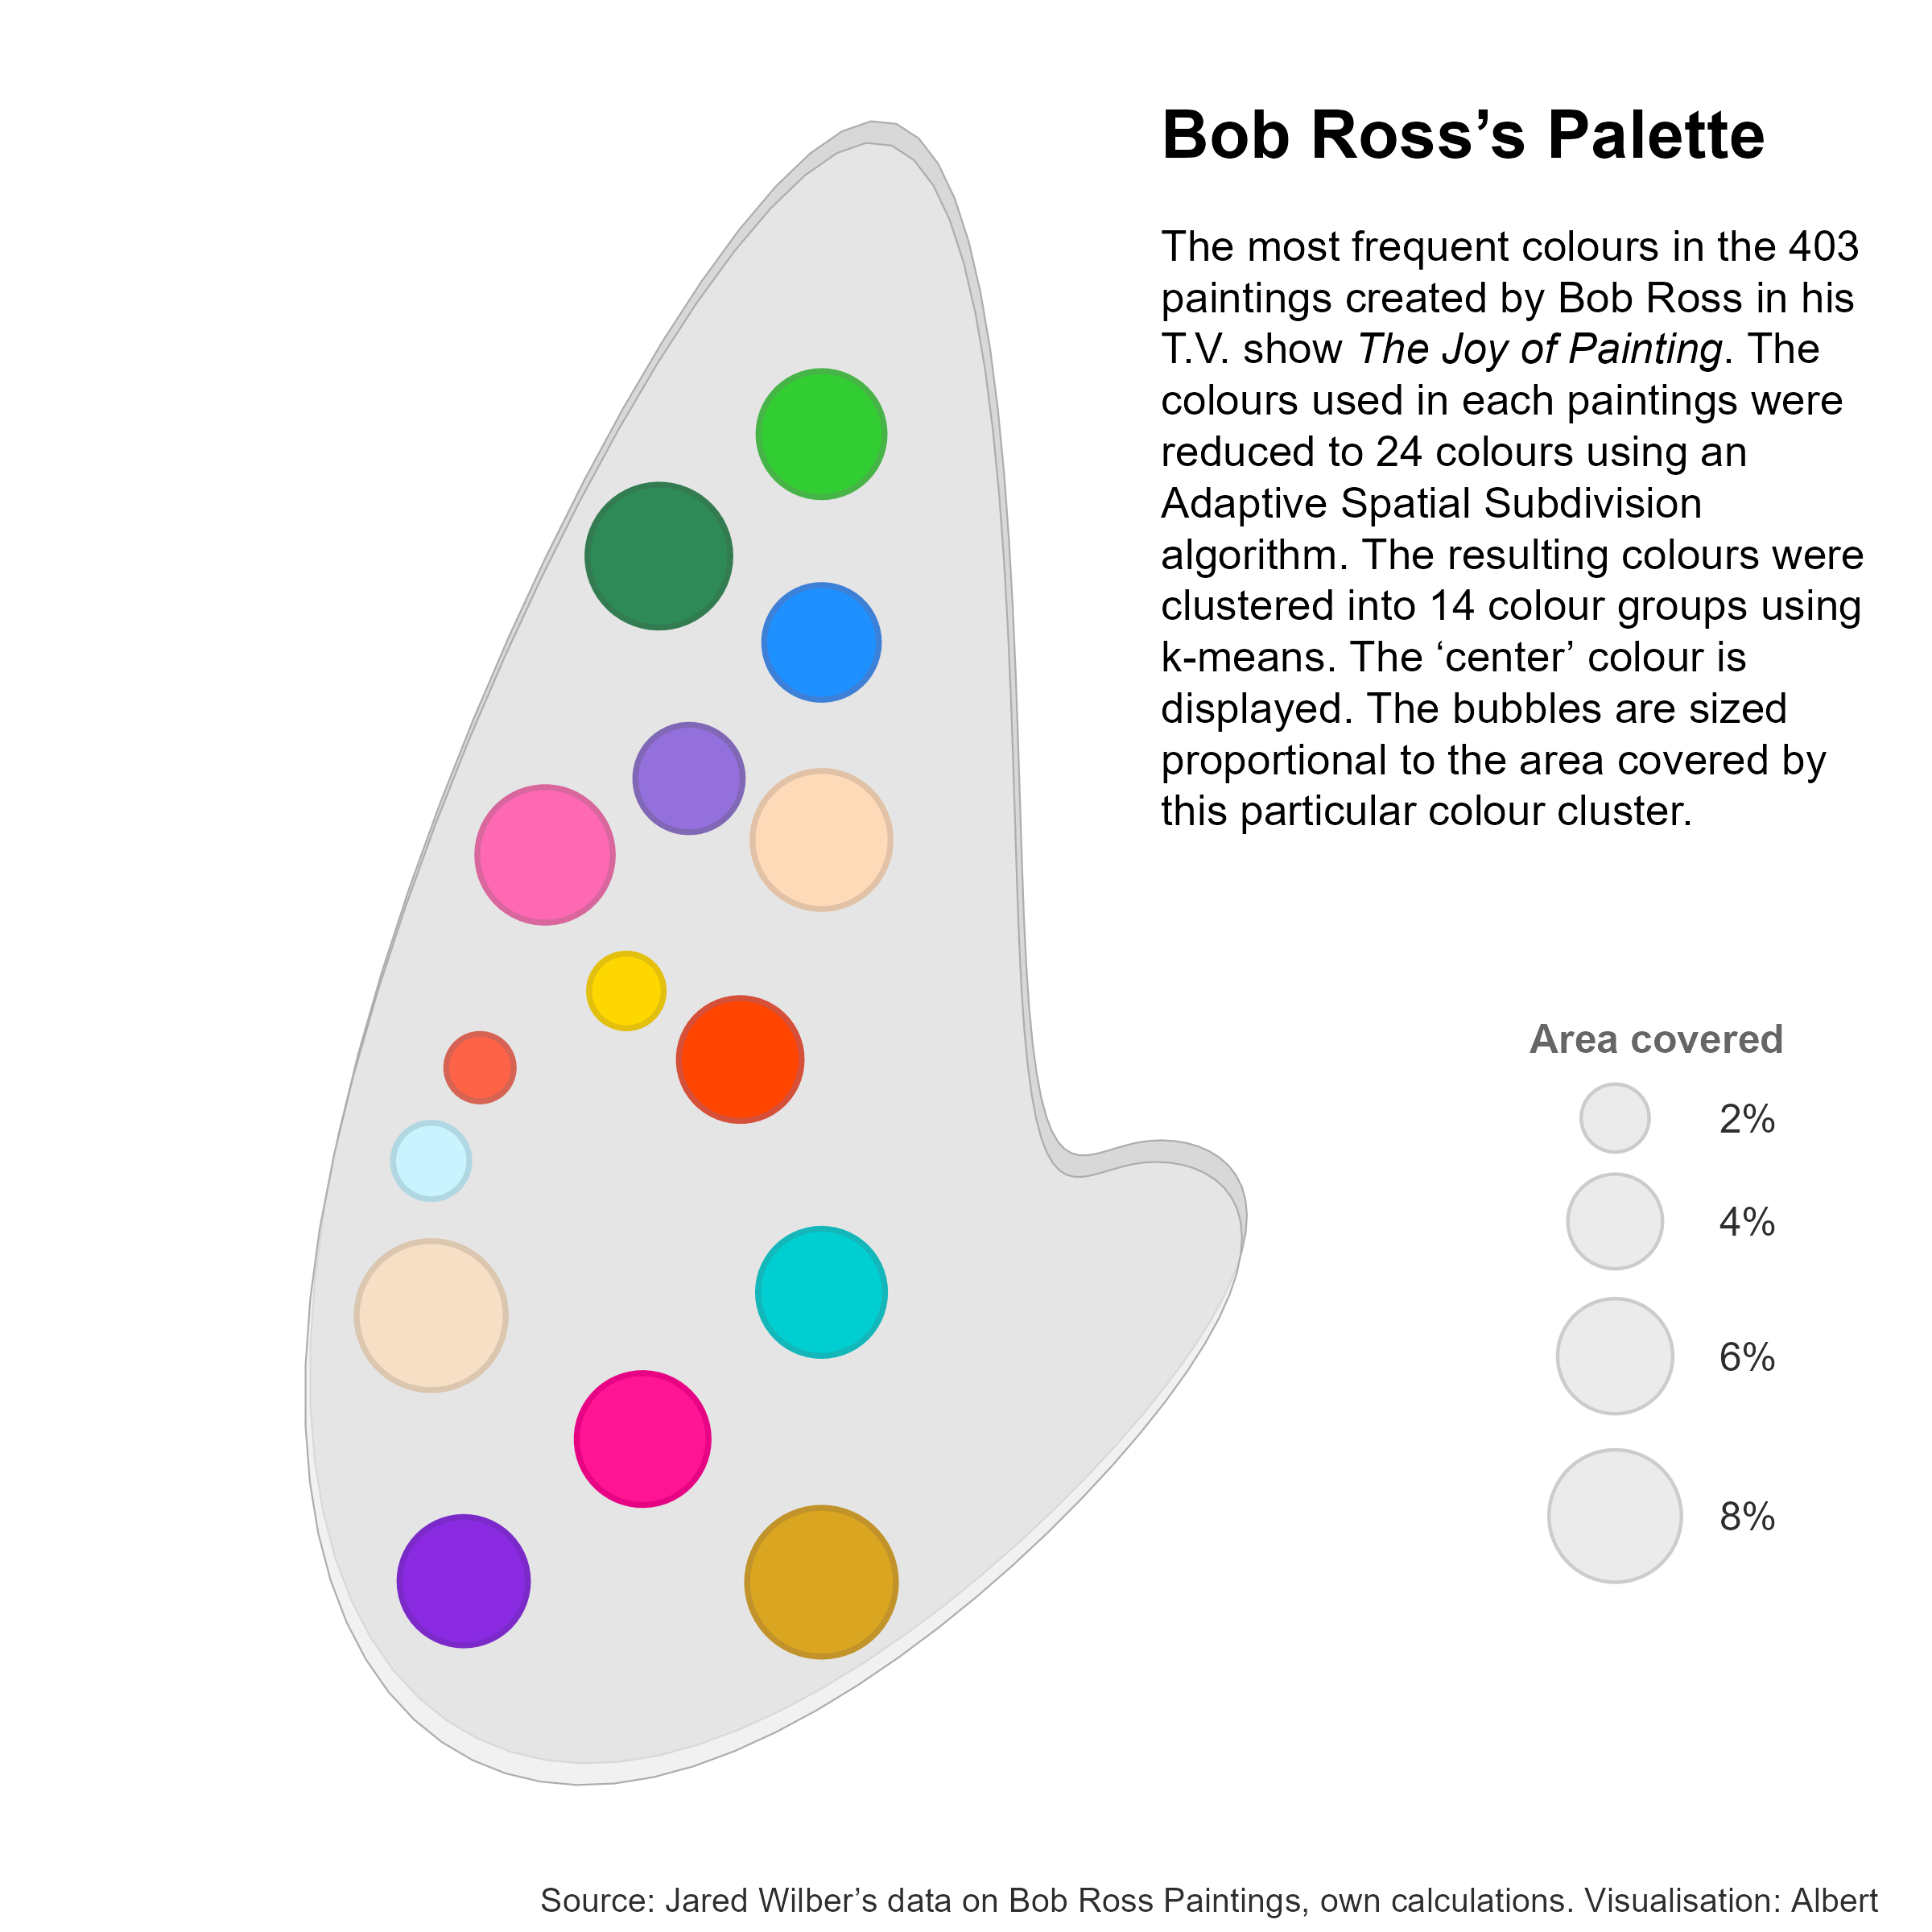 Bob Ross’s Palette
The most frequent colours in the 403
paintings created by Bob Ross in his
T.V. show The Joy of Painting. The
colours used in each paintings were
reduced to 24 colours using an
Adaptive Spatial Subdivision
algorithm. The resulting colours were
clustered into 14 colour groups using
k-means. The ‘center’ colour is
displayed. The bubbles are sized
proportional to the area covered by
this particular colour cluster.
Area covered
2%
4%
6%
8%
Source: Jared Wilber’s data on Bob Ross Paintings, own calculations. Visualisation: Albert